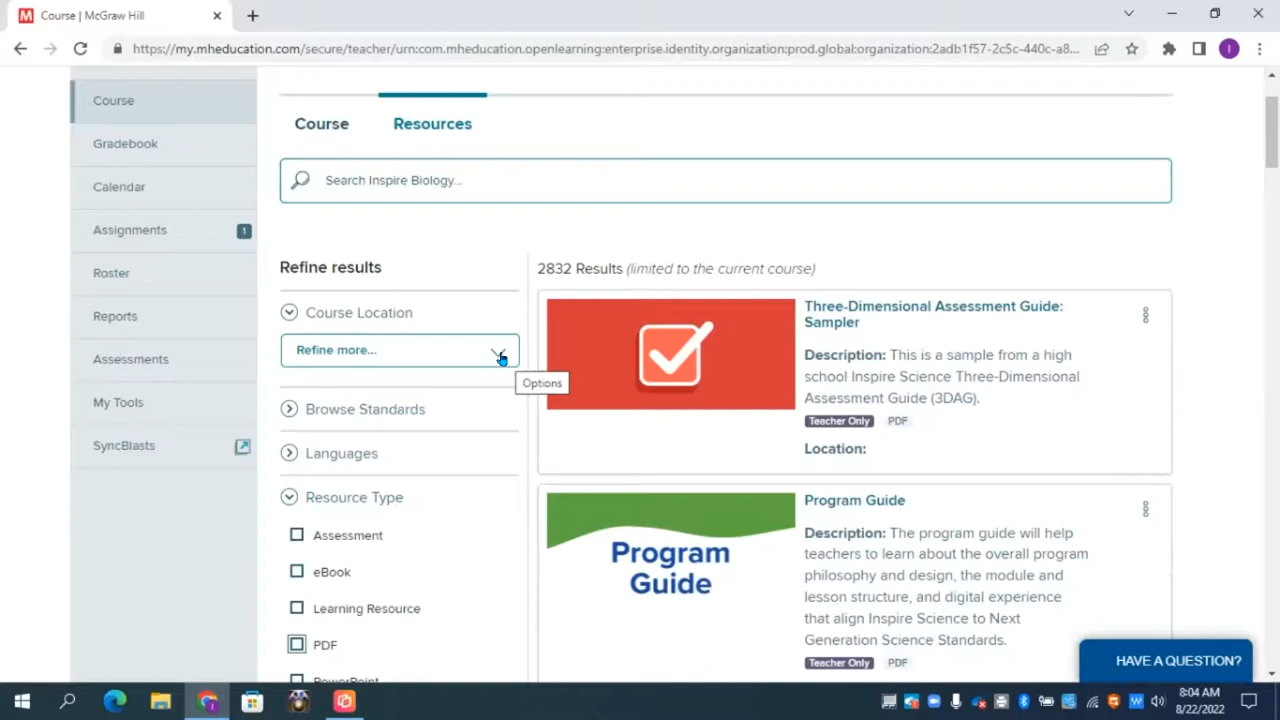 Course | McGraw Hill
https://my.mheducation.com/secure/teacher/urn:com.mheducation.openlearning:enterprise.identity.organization:prod.global:organization:2adb1f57-2c5c-440c-a8...
I
Course
Gradebook
Calendar
Assignments 1
Roster
Reports
Assessments
My Tools
SyncBlasts
Course Resources
Search Inspire Biology...
Refine results
Course Location
Refine more...
Options
Browse Standards
Languages
Resource Type
Assessment
eBook
Learning Resource
PDF
PowerPoint
2832 Results (limited to the current course)
Three-Dimensional Assessment Guide:
Sampler
Description: This is a sample from a high
school Inspire Science Three-Dimensional
Assessment Guide (3DAG).
Teacher Only PDF
Location:
Program
Guide
Program Guide
Description: The program guide will help
teachers to learn about the overall program
philosophy and design, the module and
lesson structure, and digital experience
that align Inspire Science to Next
Generation Science Standards.
Teacher Only PDF
HAVE A QUESTION?
8:04 AM
8/22/2022